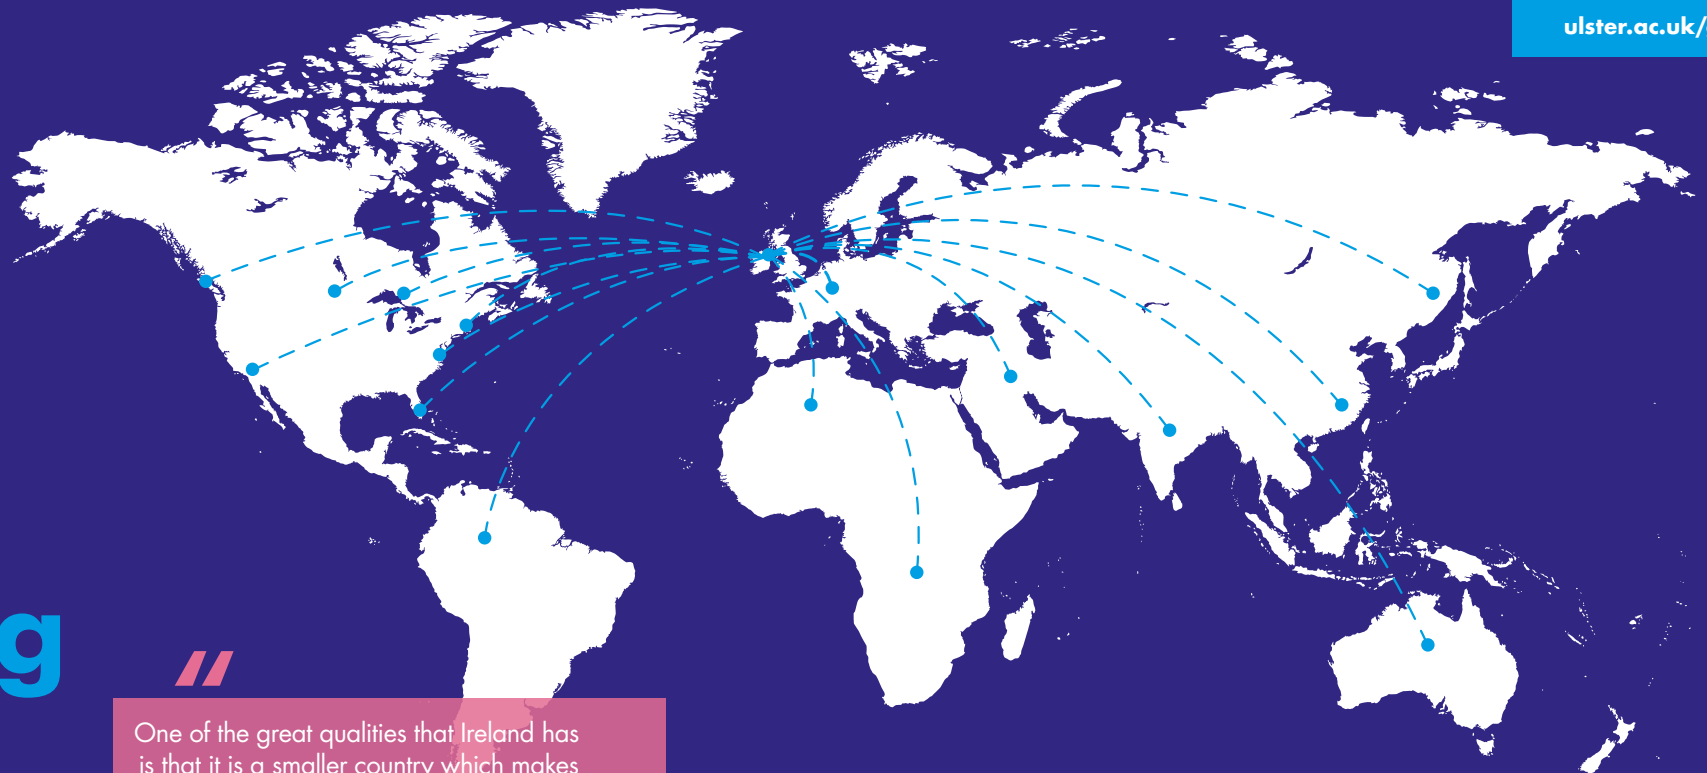 ulster.ac.uk/
g
One of the great qualities that Ireland has
is that it is a smaller country which makes